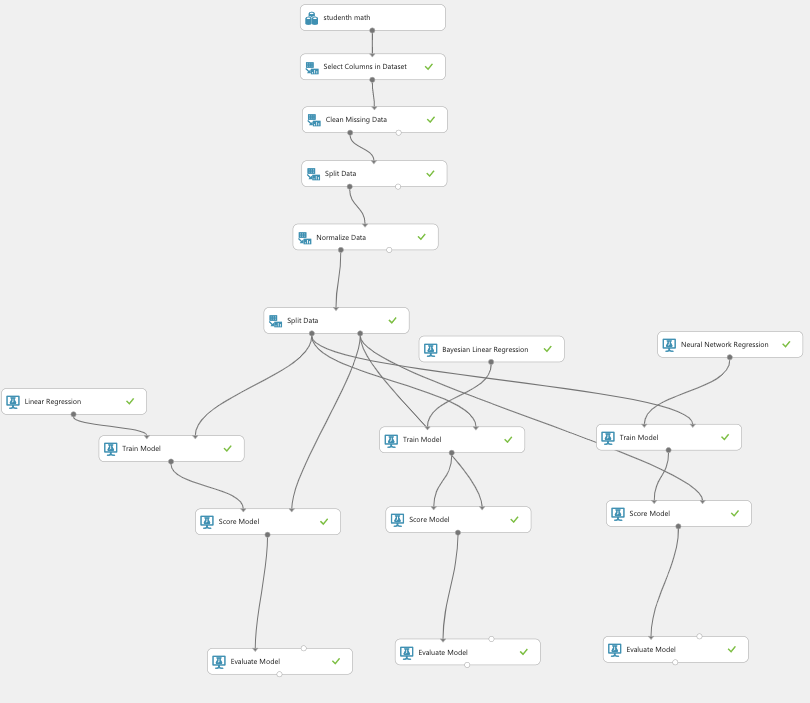 studenth math
Select Columns in Dataset
Clean Missing Data
Split Data
Normalize Data
Split Data
Bayesian Linear Regression
Neural Network Regression
Linear Regression
Train Model
Train Model
Train Model
Score Model
Score Model
Score Model
Evaluate Model
Evaluate Model
Evaluate Model